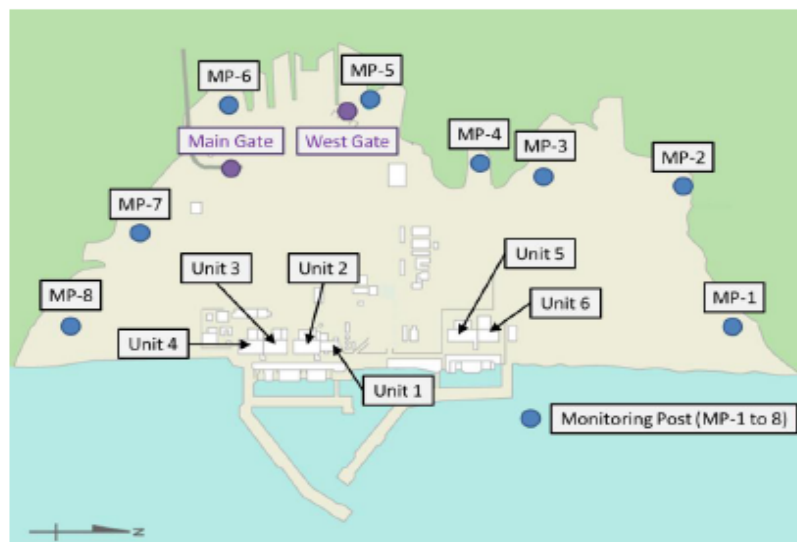 MP-6
MP-5
Main Gate
West Gate
MP-4
MP-3
MP-2
MP-7
Unit 3
Unit 2
Unit 5
MP-8
Unit 6
MP-1
Unit 4
Unit 1
Monitoring Post (MP-1 to 8)
N